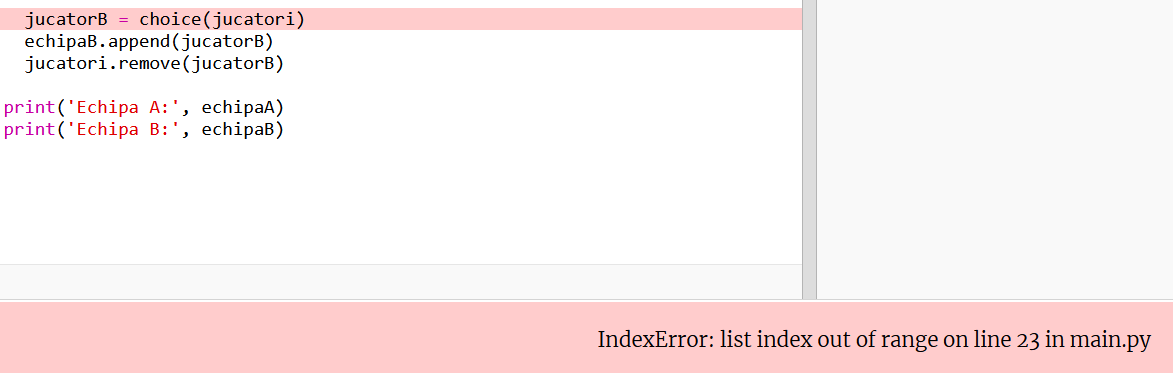 jucatorB = choice(jucatori)
echipaB.append(jucatorB)
jucatori.remove(jucatorB)
print('Echipa A:', echipaA)
print('Echipa B:', echipaB)
IndexError: list index out of range on line 23 in main.py